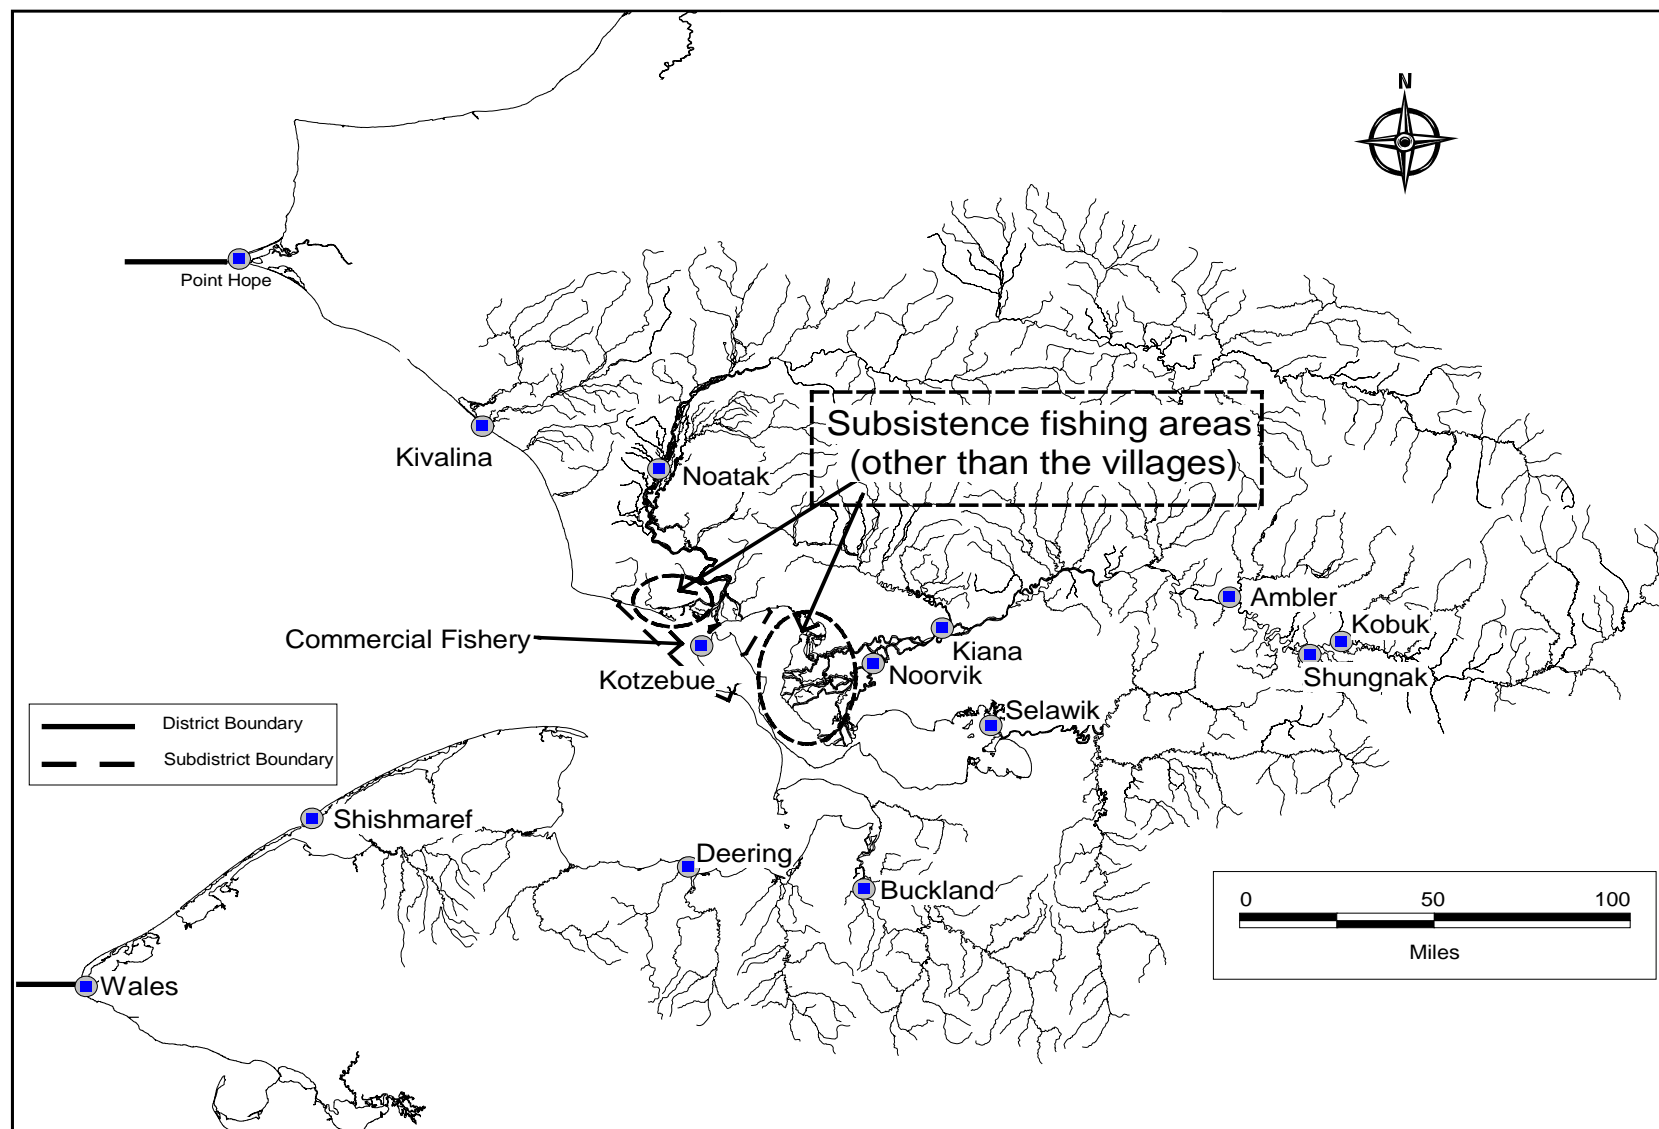 N
Point Hope
Subsistence fishing areas
(other than the villages)
Kivalina
Noatak
Ambler
Kobuk
Commercial Fishery
Kiana
Noorvik
Shungnak
Kotzebue
Selawik
District Boundary
Subdistrict Boundary
Shishmaref
Deering
Buckland
0 50 100
Miles
Wales